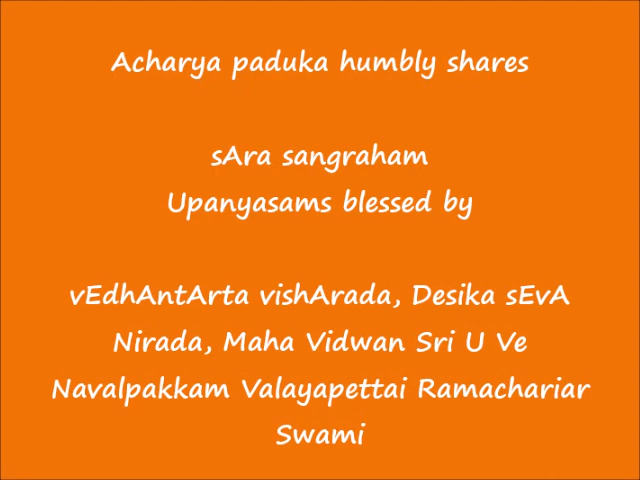 Acharya paduka humbly shares
sAra sangraham
Upanyasams blessed by
vEdhAntArta vishArada, Desika sEvA
Nirada, Maha Vidwan Sri U Ve
Navalpakkam Valayapettai Ramachariar
Swami